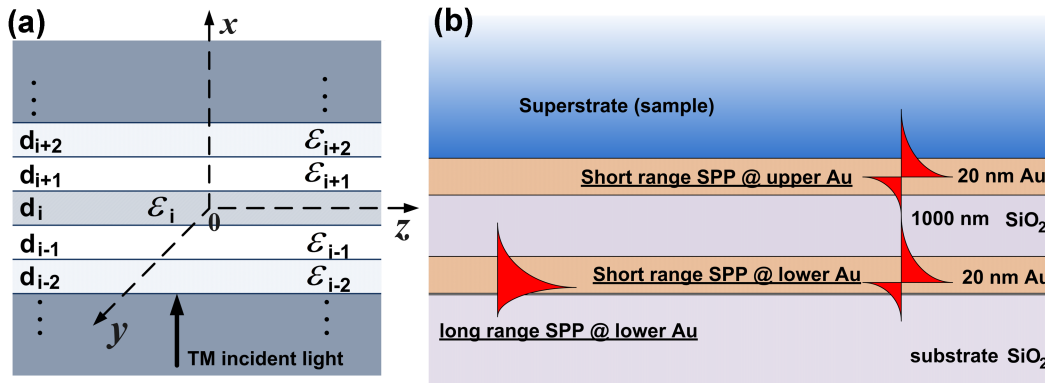 (a)
x
⋮ ⋮
d_{i+2} ε_{i+2}
d_{i+1} ε_{i+1}
d_i ε_i
0 z
d_{i-1} ε_{i-1}
d_{i-2} ε_{i-2}
⋮ ⋮
y
TM incident light
(b)
Superstrate (sample)
Short range SPP @ upper Au 20 nm Au
1000 nm SiO₂
Short range SPP @ lower Au 20 nm Au
long range SPP @ lower Au
substrate SiO₂